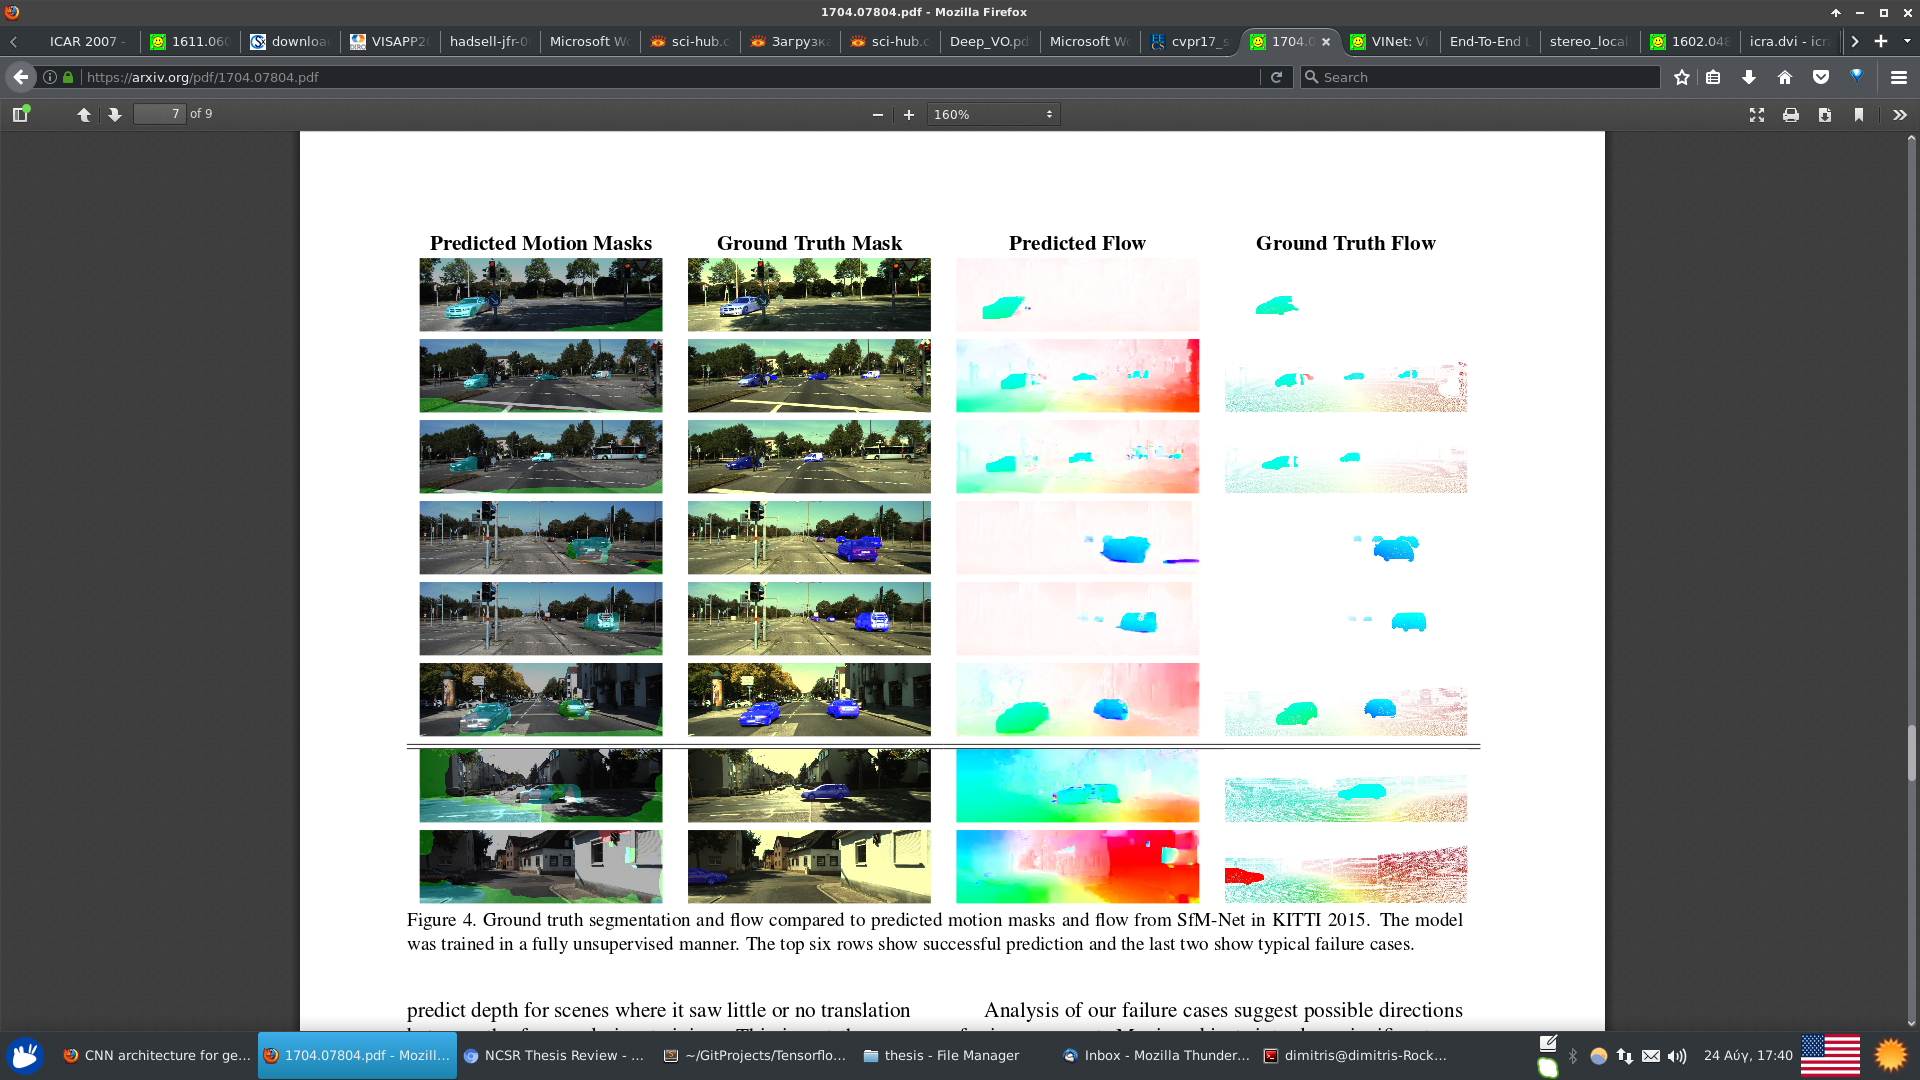 1704.07804.pdf - Mozilla Firefox
ICAR 2007 -
1611.060
downloa
VISAPP2
hadsell-jfr-0
Microsoft Wo
sci-hub.c
Загрузк
sci-hub.c
Deep_VO.pd
Microsoft Wo
cvpr17_s
1704.0
VINet: Vi
End-To-End L
stereo_local
1602.048
icra.dvi - icr
https://arxiv.org/pdf/1704.07804.pdf
Search
7 of 9
160%
Predicted Motion Masks
Ground Truth Mask
Predicted Flow
Ground Truth Flow
Figure 4. Ground truth segmentation and flow compared to predicted motion masks and flow from SfM-Net in KITTI 2015. The model
was trained in a fully unsupervised manner. The top six rows show successful prediction and the last two show typical failure cases.
predict depth for scenes where it saw little or no translation
Analysis of our failure cases suggest possible directions
CNN architecture for ge...
1704.07804.pdf - Mozill...
NCSR Thesis Review - ...
~/GitProjects/Tensorflo...
thesis - File Manager
Inbox - Mozilla Thunder...
dimitris@dimitris-Rock...
24 Αύγ, 17:40